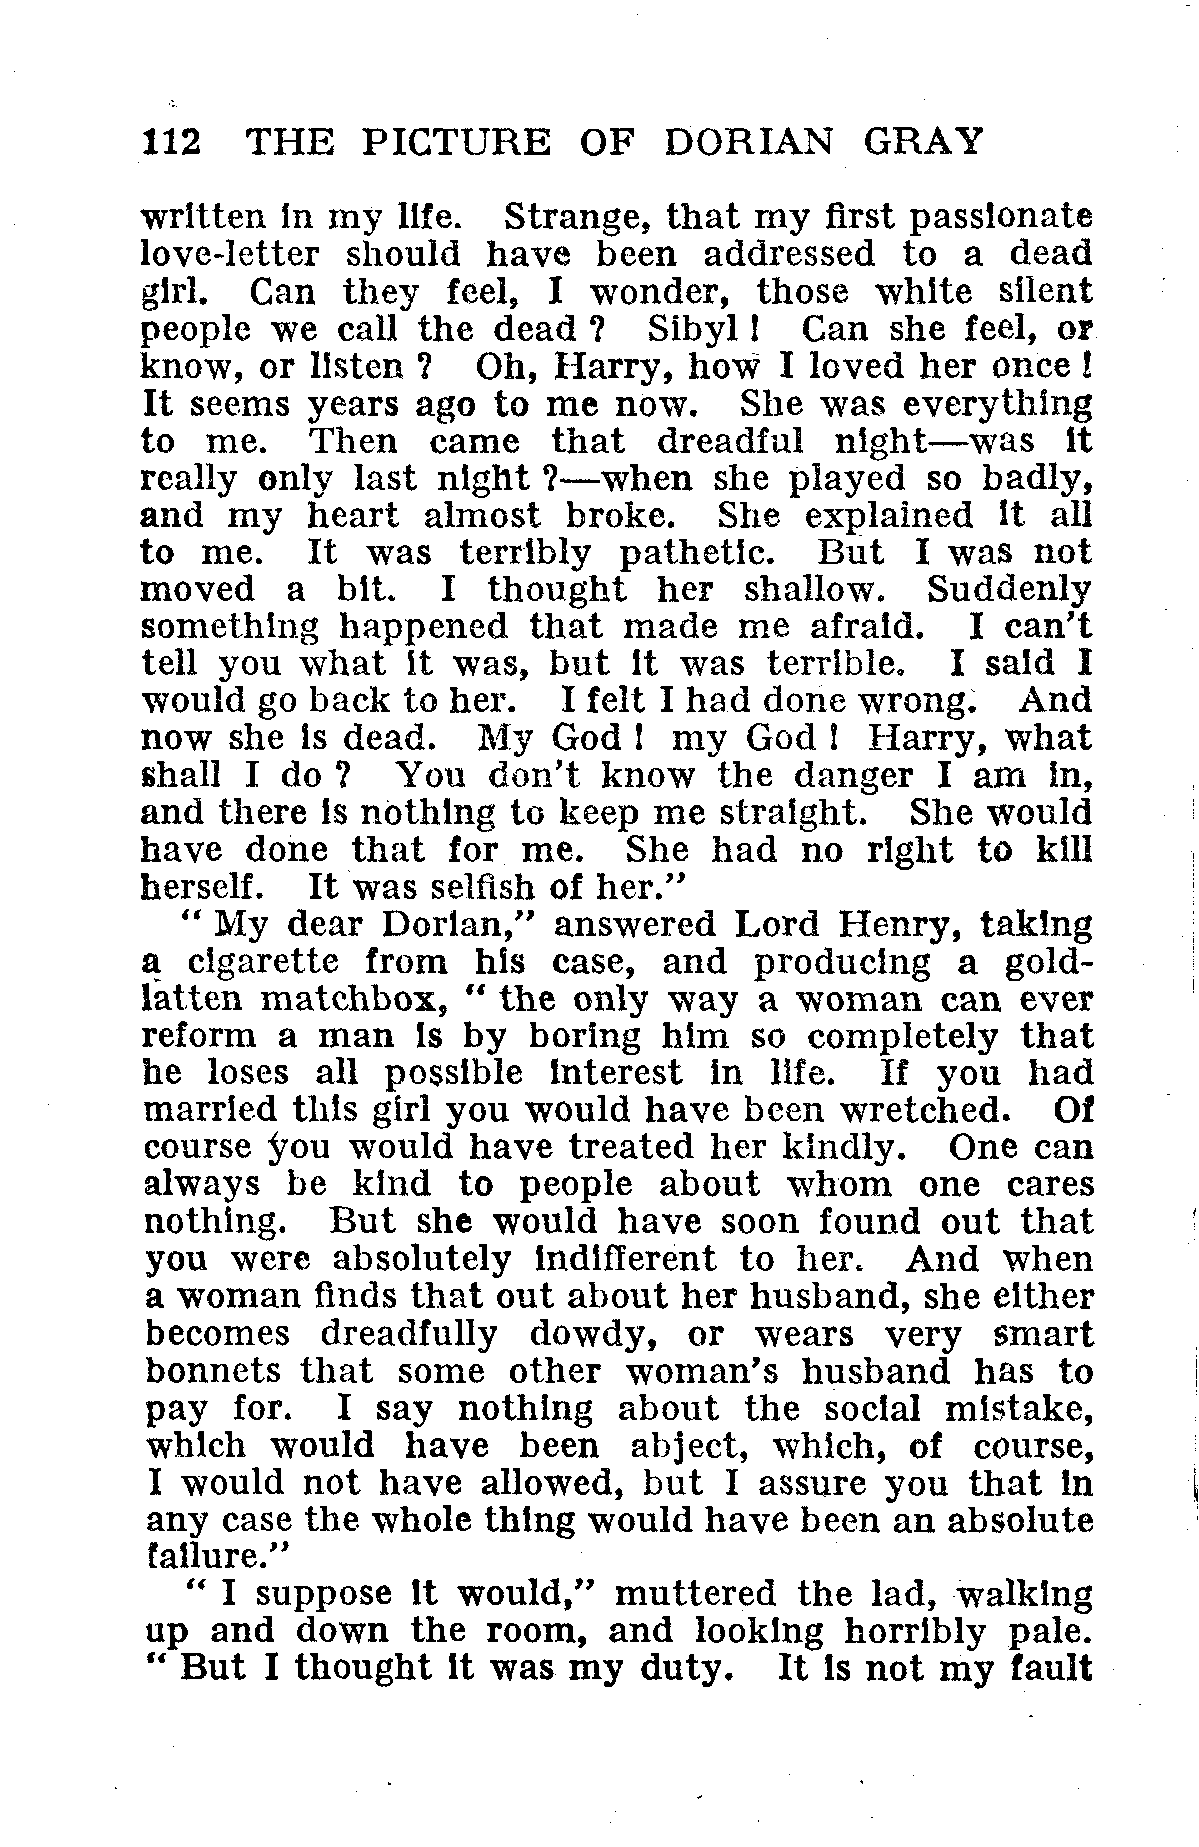 112 THE PICTURE OF DORIAN GRAY
written in my life. Strange, that my first passionate
love-letter should have been addressed to a dead
girl. Can they feel, I wonder, those white silent
people we call the dead ? Sibyl ! Can she feel, or
know, or listen ? Oh, Harry, how I loved her once !
It seems years ago to me now. She was everything
to me. Then came that dreadful night—was it
really only last night ?—when she played so badly,
and my heart almost broke. She explained it all
to me. It was terribly pathetic. But I was not
moved a bit. I thought her shallow. Suddenly
something happened that made me afraid. I can't
tell you what it was, but it was terrible. I said I
would go back to her. I felt I had done wrong. And
now she is dead. My God ! my God ! Harry, what
shall I do ? You don't know the danger I am in,
and there is nothing to keep me straight. She would
have done that for me. She had no right to kill
herself. It was selfish of her."
" My dear Dorian," answered Lord Henry, taking
a cigarette from his case, and producing a gold-
latten matchbox, " the only way a woman can ever
reform a man is by boring him so completely that
he loses all possible interest in life. If you had
married this girl you would have been wretched. Of
course you would have treated her kindly. One can
always be kind to people about whom one cares
nothing. But she would have soon found out that
you were absolutely indifferent to her. And when
a woman finds that out about her husband, she either
becomes dreadfully dowdy, or wears very smart
bonnets that some other woman's husband has to
pay for. I say nothing about the social mistake,
which would have been abject, which, of course,
I would not have allowed, but I assure you that in
any case the whole thing would have been an absolute
failure."
" I suppose it would," muttered the lad, walking
up and down the room, and looking horribly pale.
" But I thought it was my duty. It is not my fault